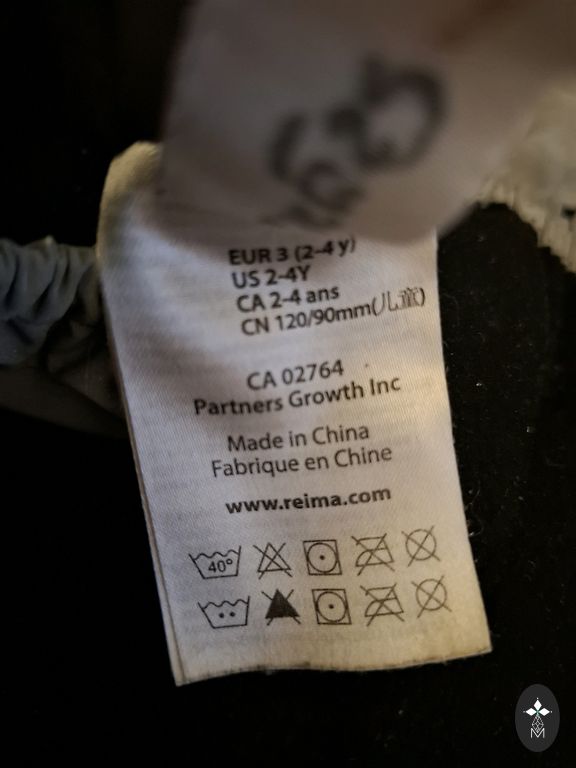 EUR 3 (2-4 y)
US 2-4Y
CA 2-4 ans
CN 120/90mm(儿童)
CA 02764
Partners Growth Inc
Made in China
Fabrique en Chine
www.reima.com
40°
M